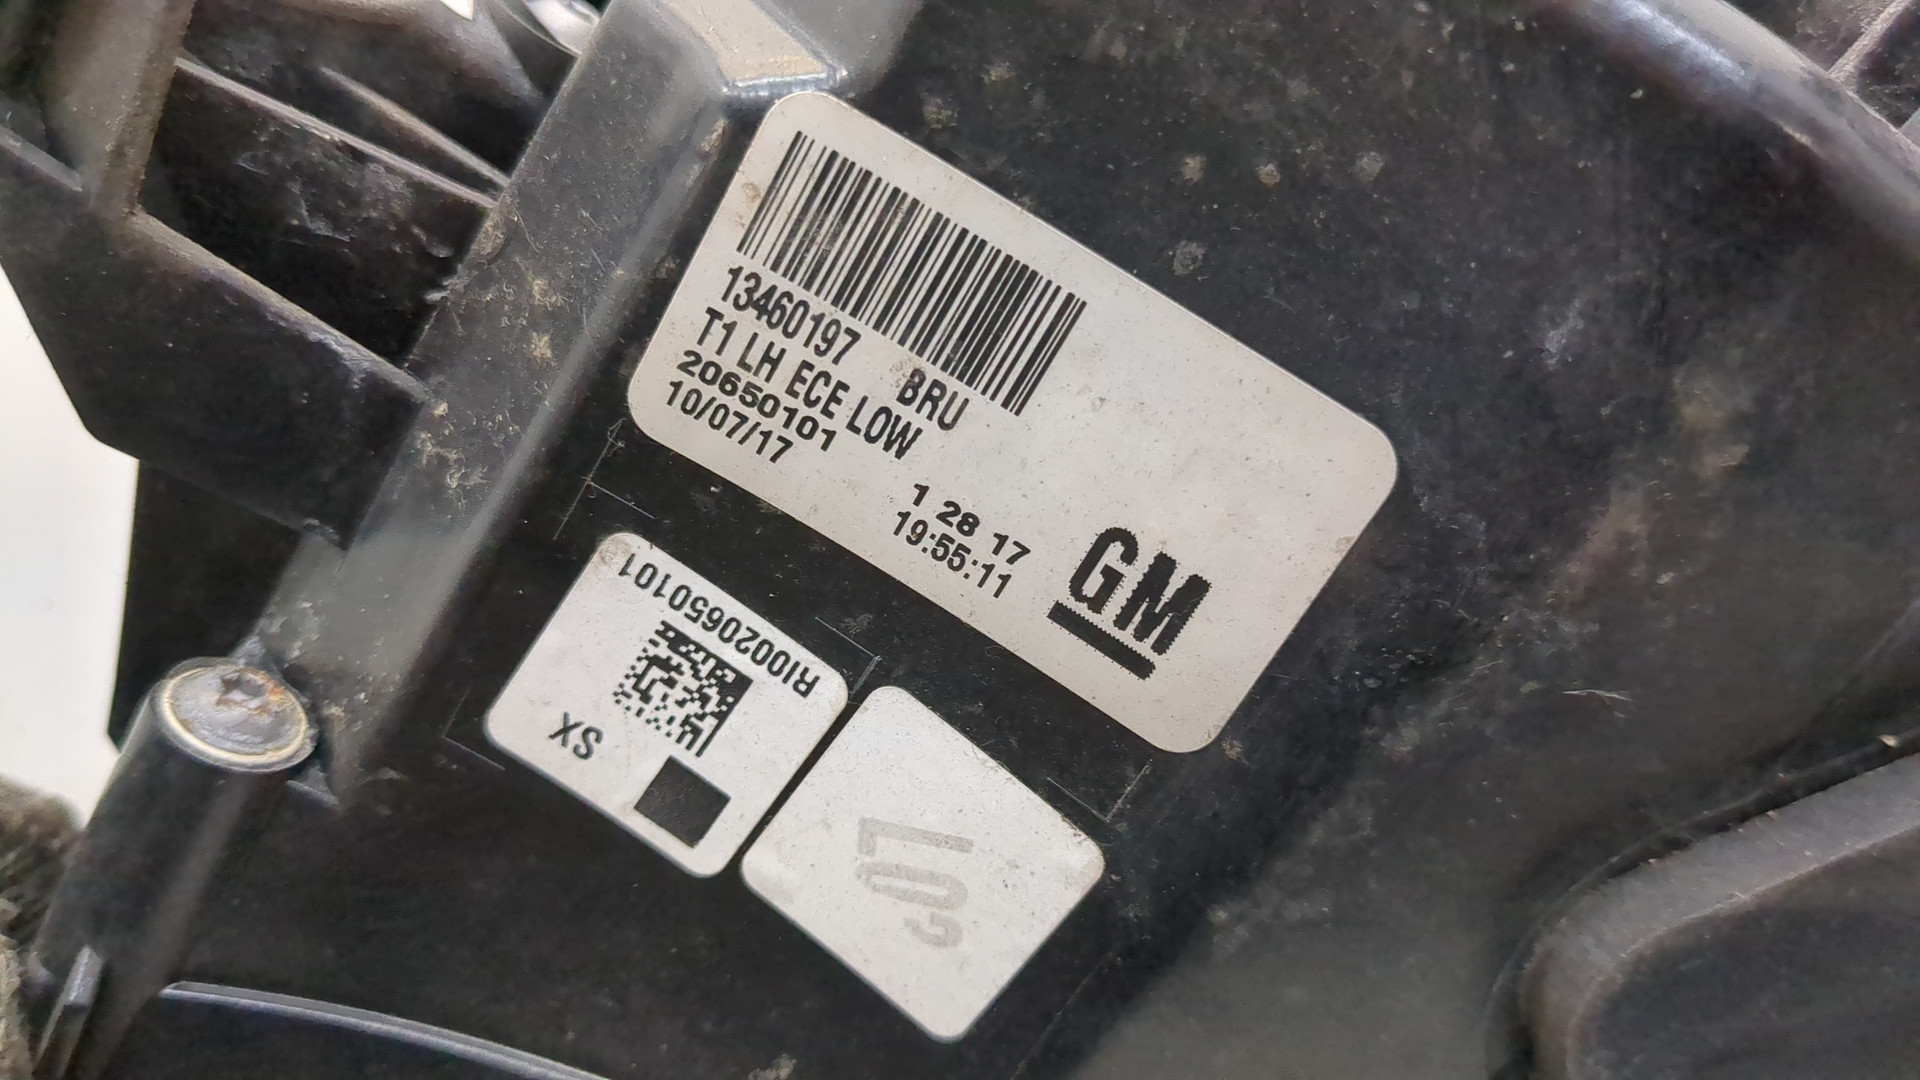 13460197 BRU
T1 LH ECE LOW
20650101
10/07/17
1 28 17
19:55:11
GM
RI0020650101
SX